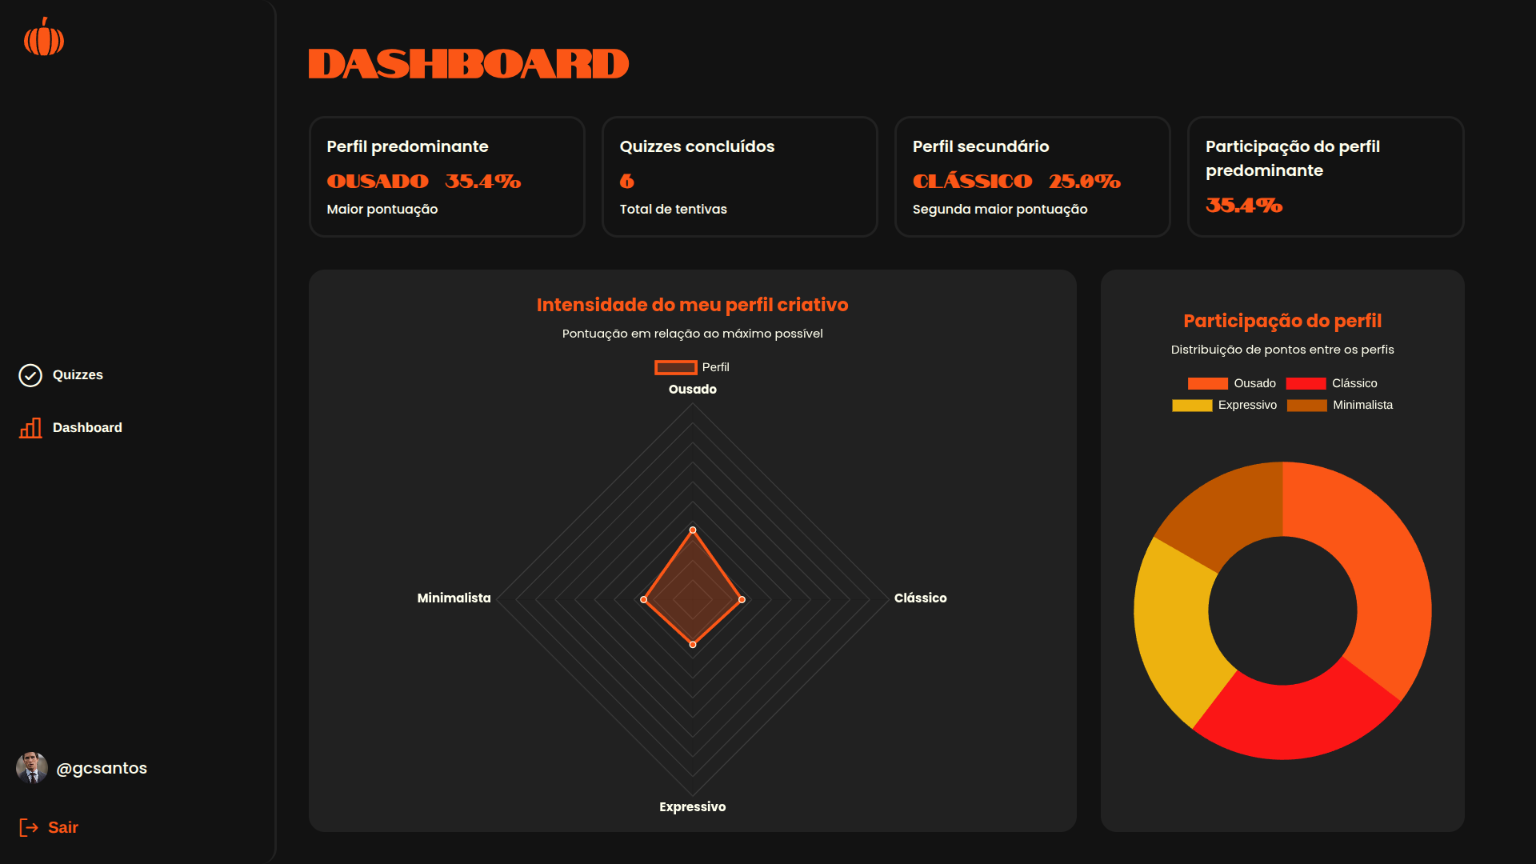 DASHBOARD
Perfil predominante
OUSADO 35.4%
Maior pontuação
Quizzes concluídos
6
Total de tentivas
Perfil secundário
CLÁSSICO 25.0%
Segunda maior pontuação
Participação do perfil
predominante
35.4%
Quizzes
Dashboard
@gcsantos
Sair
Intensidade do meu perfil criativo
Pontuação em relação ao máximo possível
Perfil
Ousado
Minimalista
Clássico
Expressivo
Participação do perfil
Distribuição de pontos entre os perfis
Ousado Clássico
Expressivo Minimalista